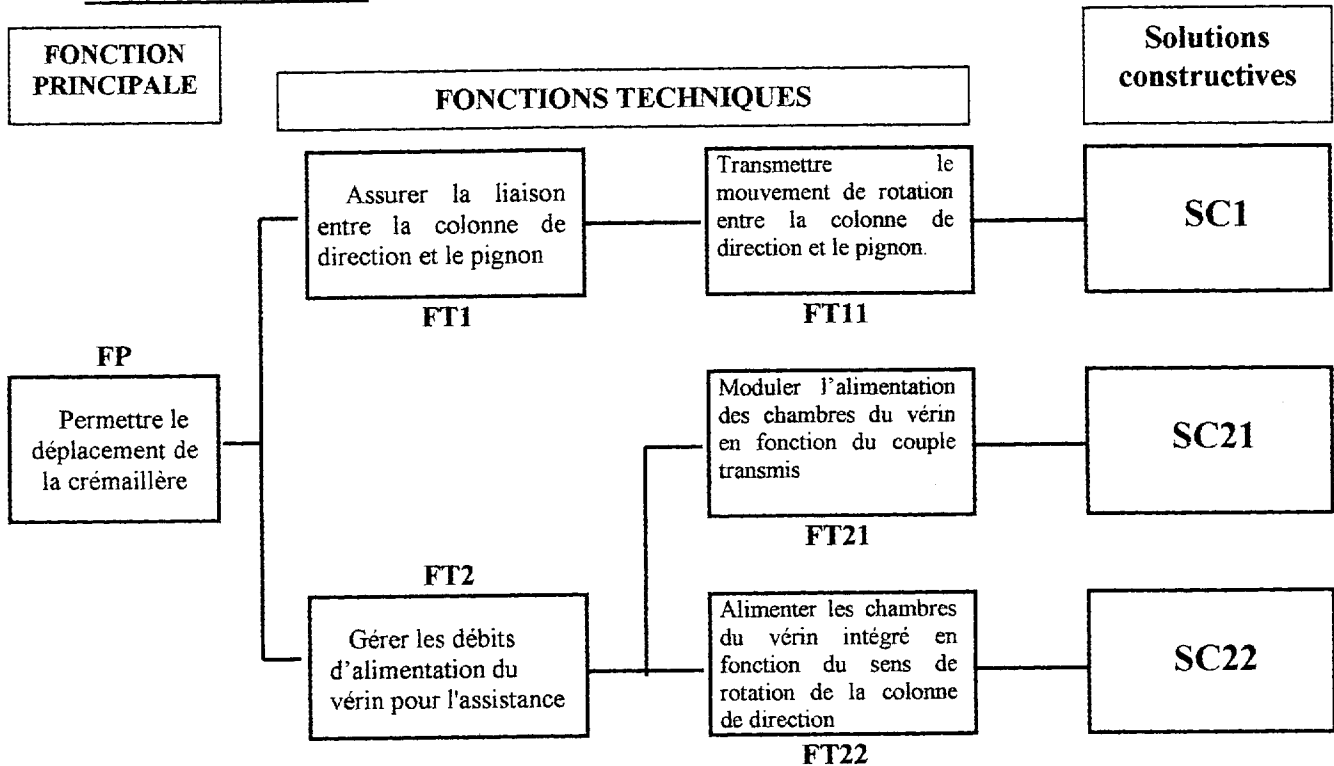 FONCTION
PRINCIPALE
FONCTIONS TECHNIQUES
Solutions
constructives
Assurer la liaison
entre la colonne de
direction et le pignon
FT1
Transmettre le
mouvement de rotation
entre la colonne de
direction et le pignon.
FT11
SC1
FP
Permettre le
déplacement de
la crémaillère
Moduler l'alimentation
des chambres du vérin
en fonction du couple
transmis
FT21
SC21
FT2
Gérer les débits
d'alimentation du
vérin pour l'assistance
Alimenter les chambres
du vérin intégré en
fonction du sens de
rotation de la colonne
de direction
FT22
SC22